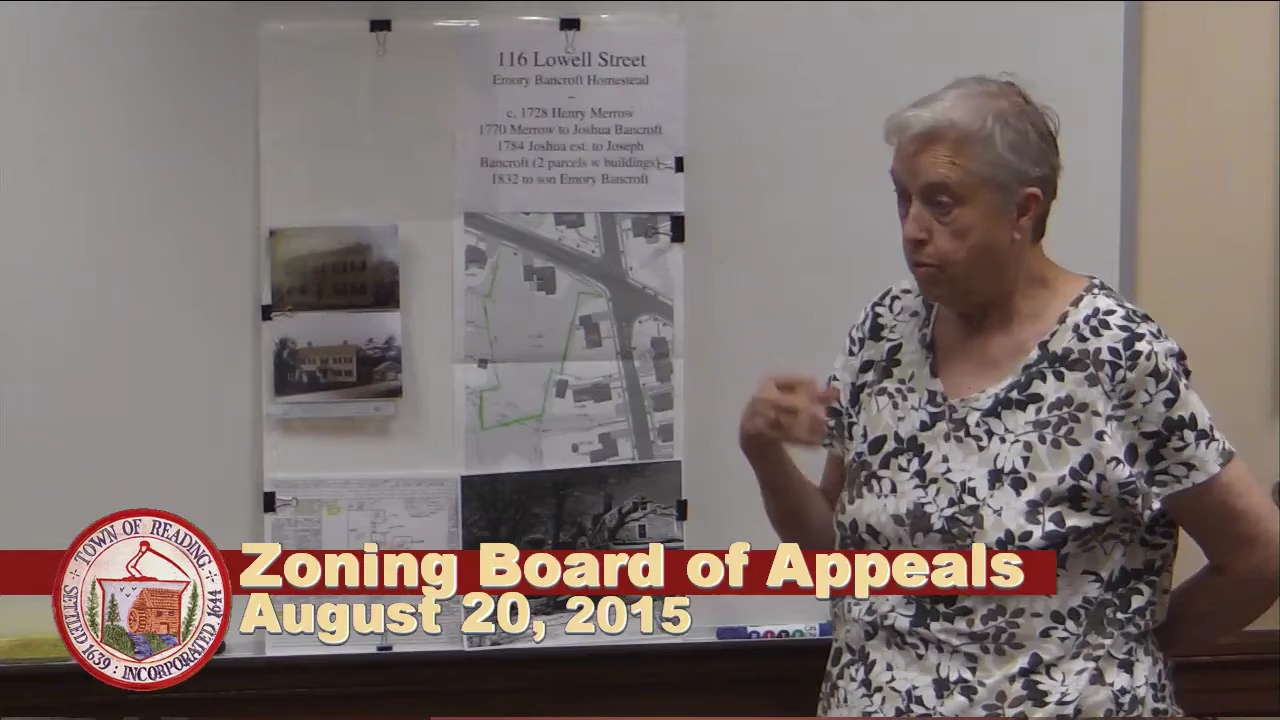 116 Lowell Street
Emory Bancroft Homestead
–
c. 1728 Henry Merrow
1770 Merrow to Joshua Bancroft
1784 Joshua est. to Joseph
Bancroft (2 parcels w buildings)
1832 to son Emory Bancroft
TOWN OF READING
SETTLED 1639 : INCORPORATED 1644
Zoning Board of Appeals
August 20, 2015